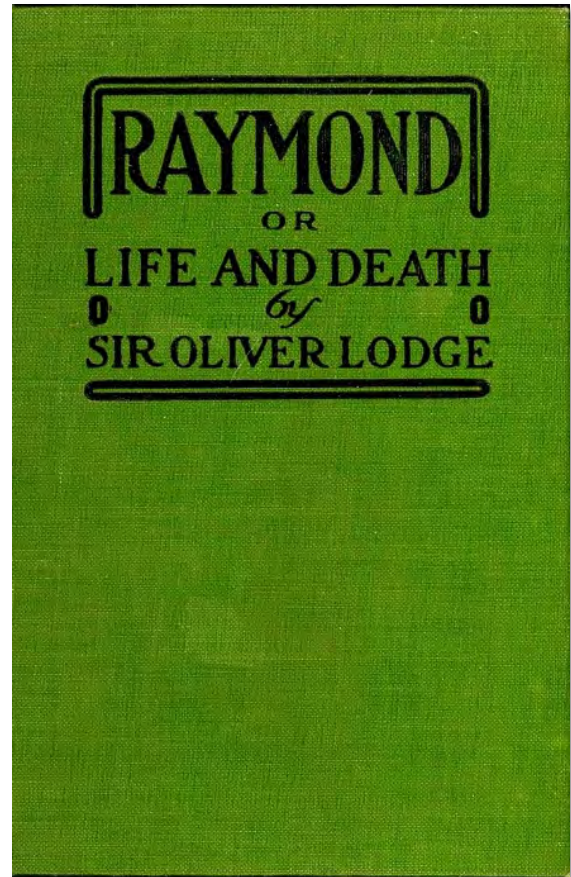 RAYMOND
OR
LIFE AND DEATH
by
SIR OLIVER LODGE